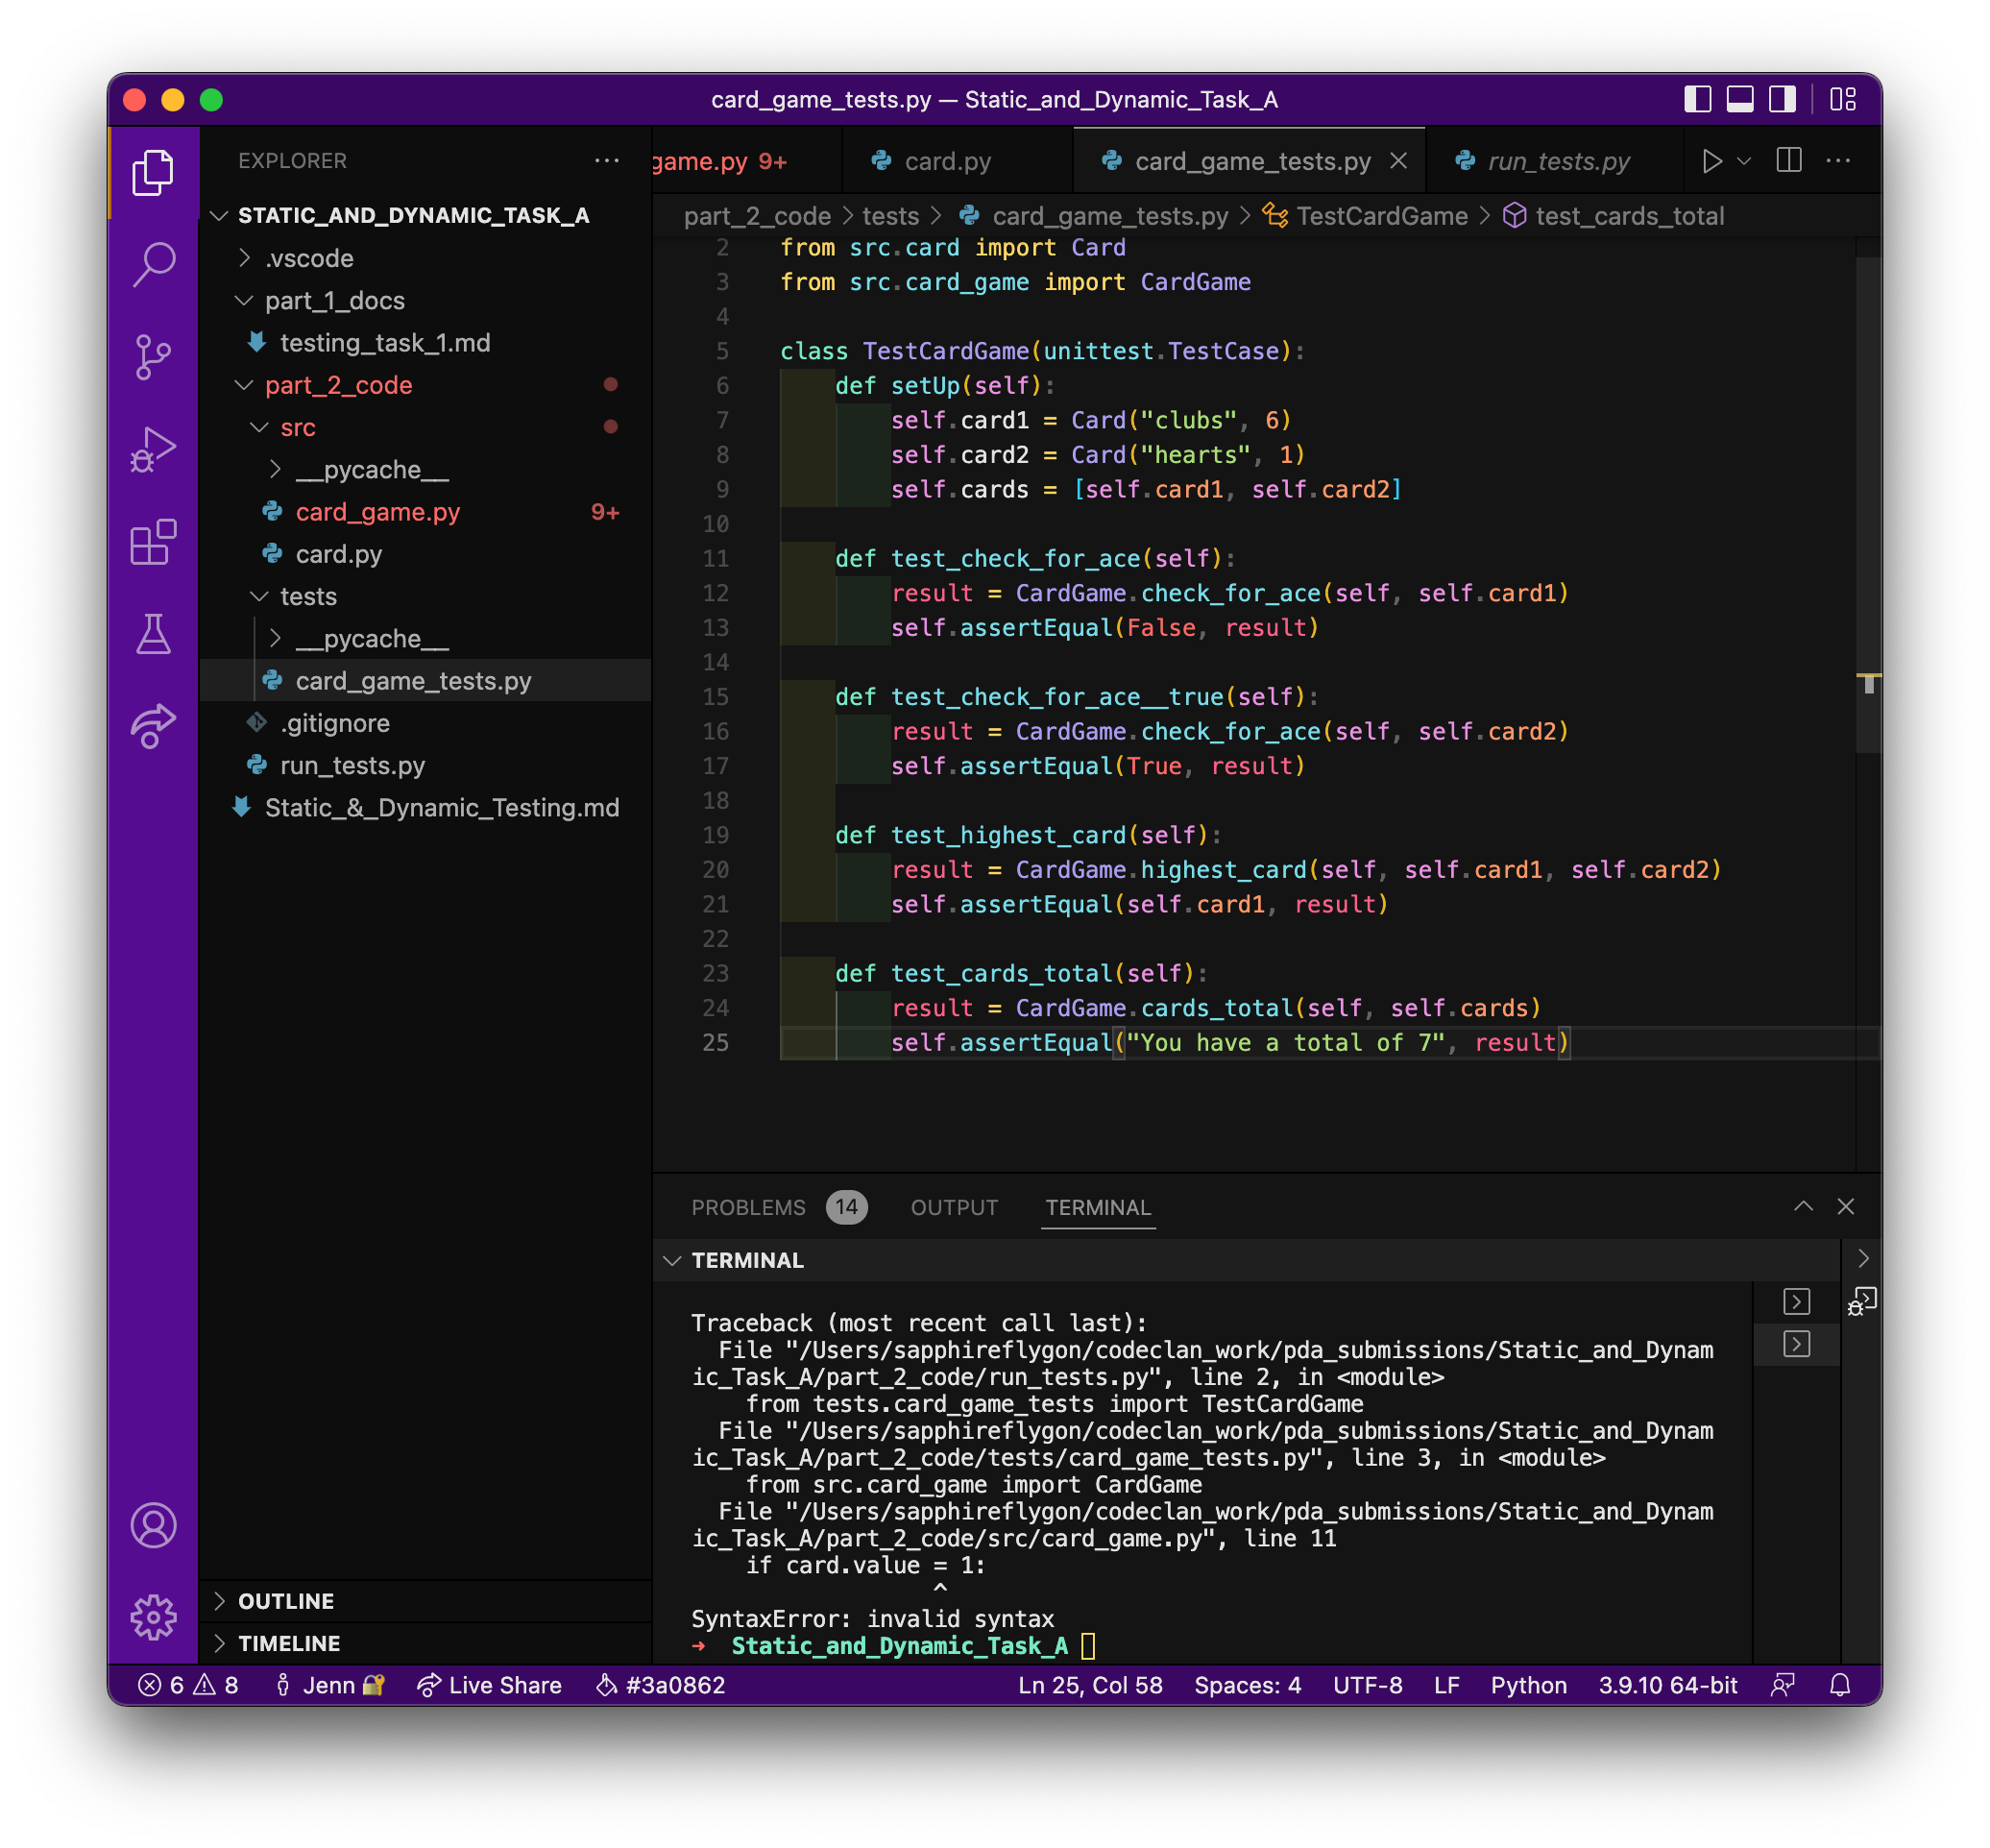 card_game_tests.py — Static_and_Dynamic_Task_A
EXPLORER
STATIC_AND_DYNAMIC_TASK_A
.vscode
part_1_docs
testing_task_1.md
part_2_code
src
__pycache__
card_game.py 9+
card.py
tests
__pycache__
card_game_tests.py
.gitignore
run_tests.py
Static_&_Dynamic_Testing.md
OUTLINE
TIMELINE
game.py 9+ card.py card_game_tests.py run_tests.py
part_2_code > tests > card_game_tests.py > TestCardGame > test_cards_total
2 from src.card import Card
3 from src.card_game import CardGame
4
5 class TestCardGame(unittest.TestCase):
6 def setUp(self):
7 self.card1 = Card("clubs", 6)
8 self.card2 = Card("hearts", 1)
9 self.cards = [self.card1, self.card2]
10
11 def test_check_for_ace(self):
12 result = CardGame.check_for_ace(self, self.card1)
13 self.assertEqual(False, result)
14
15 def test_check_for_ace__true(self):
16 result = CardGame.check_for_ace(self, self.card2)
17 self.assertEqual(True, result)
18
19 def test_highest_card(self):
20 result = CardGame.highest_card(self, self.card1, self.card2)
21 self.assertEqual(self.card1, result)
22
23 def test_cards_total(self):
24 result = CardGame.cards_total(self, self.cards)
25 self.assertEqual("You have a total of 7", result)
PROBLEMS 14 OUTPUT TERMINAL
TERMINAL
Traceback (most recent call last):
File "/Users/sapphireflygon/codeclan_work/pda_submissions/Static_and_Dynam
ic_Task_A/part_2_code/run_tests.py", line 2, in <module>
from tests.card_game_tests import TestCardGame
File "/Users/sapphireflygon/codeclan_work/pda_submissions/Static_and_Dynam
ic_Task_A/part_2_code/tests/card_game_tests.py", line 3, in <module>
from src.card_game import CardGame
File "/Users/sapphireflygon/codeclan_work/pda_submissions/Static_and_Dynam
ic_Task_A/part_2_code/src/card_game.py", line 11
if card.value = 1:
^
SyntaxError: invalid syntax
➜ Static_and_Dynamic_Task_A
6 8 Jenn Live Share #3a0862 Ln 25, Col 58 Spaces: 4 UTF-8 LF Python 3.9.10 64-bit